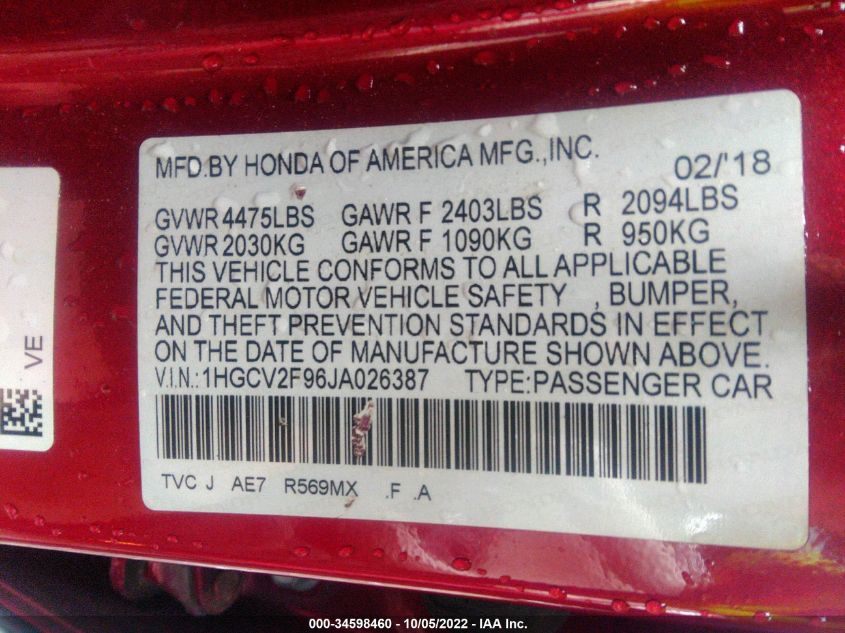 MFD.BY HONDA OF AMERICA MFG.,INC. 02/'18
GVWR 4475LBS GAWR F 2403LBS R 2094LBS
GVWR 2030KG GAWR F 1090KG R 950KG
THIS VEHICLE CONFORMS TO ALL APPLICABLE
FEDERAL MOTOR VEHICLE SAFETY , BUMPER,
AND THEFT PREVENTION STANDARDS IN EFFECT
ON THE DATE OF MANUFACTURE SHOWN ABOVE.
V.I.N.:1HGCV2F96JA026387 TYPE:PASSENGER CAR
TVC J AE7 R569MX .F .A
VE
000-34598460 - 10/05/2022 - IAA Inc.